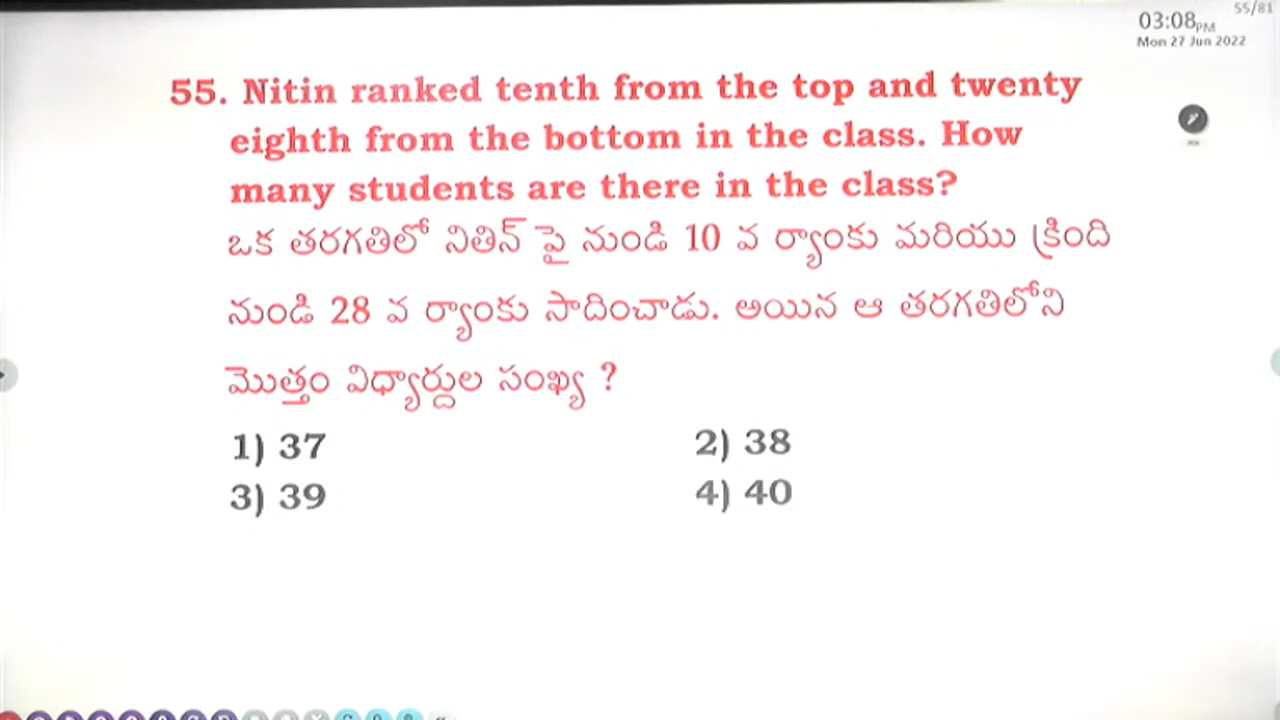 55/81
03:08PM
Mon 27 Jun 2022
55. Nitin ranked tenth from the top and twenty
eighth from the bottom in the class. How
many students are there in the class?
ఒక తరగతిలో నితిన్ పై నుండి 10 వ ర్యాంకు మరియు క్రింది
నుండి 28 వ ర్యాంకు సాదించాడు. అయిన ఆ తరగతిలోని
మొత్తం విధ్యార్దుల సంఖ్య ?
1) 37 2) 38
3) 39 4) 40